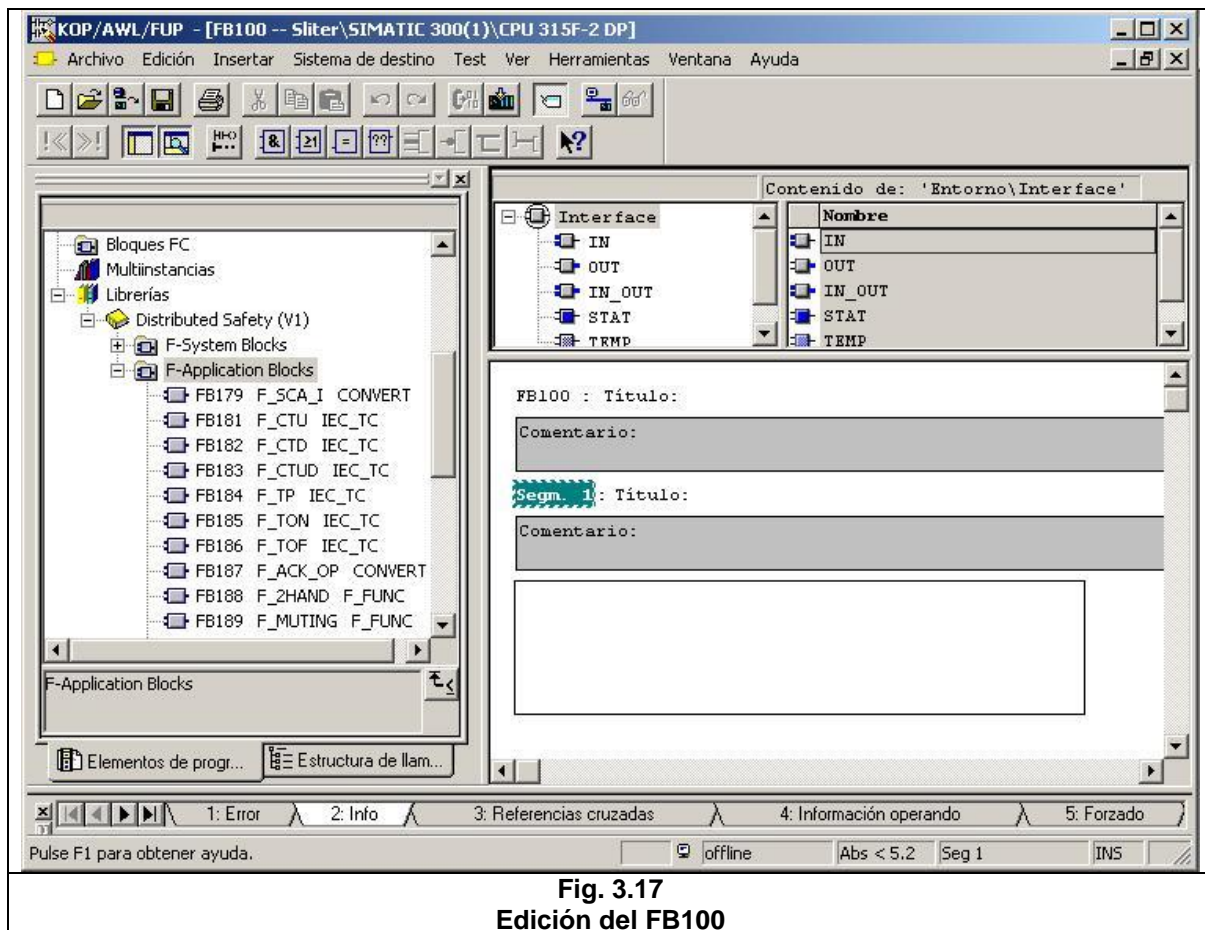 KOP/AWL/FUP - [FB100 -- Sliter\SIMATIC 300(1)\CPU 315F-2 DP]
Archivo Edición Insertar Sistema de destino Test Ver Herramientas Ventana Ayuda
Bloques FC
Multiinstancias
Librerías
Distributed Safety (V1)
F-System Blocks
F-Application Blocks
FB179 F_SCA_I CONVERT
FB181 F_CTU IEC_TC
FB182 F_CTD IEC_TC
FB183 F_CTUD IEC_TC
FB184 F_TP IEC_TC
FB185 F_TON IEC_TC
FB186 F_TOF IEC_TC
FB187 F_ACK_OP CONVERT
FB188 F_2HAND F_FUNC
FB189 F_MUTING F_FUNC
F-Application Blocks
Elementos de progr...
Estructura de llam...
Contenido de: 'Entorno\Interface'
Interface
IN
OUT
IN_OUT
STAT
TEMP
Nombre
IN
OUT
IN_OUT
STAT
TEMP
FB100 : Título:
Comentario:
Segm. 1: Título:
Comentario:
1: Error 2: Info 3: Referencias cruzadas 4: Información operando 5: Forzado
Pulse F1 para obtener ayuda. offline Abs < 5.2 Seg 1 INS
Fig. 3.17
Edición del FB100